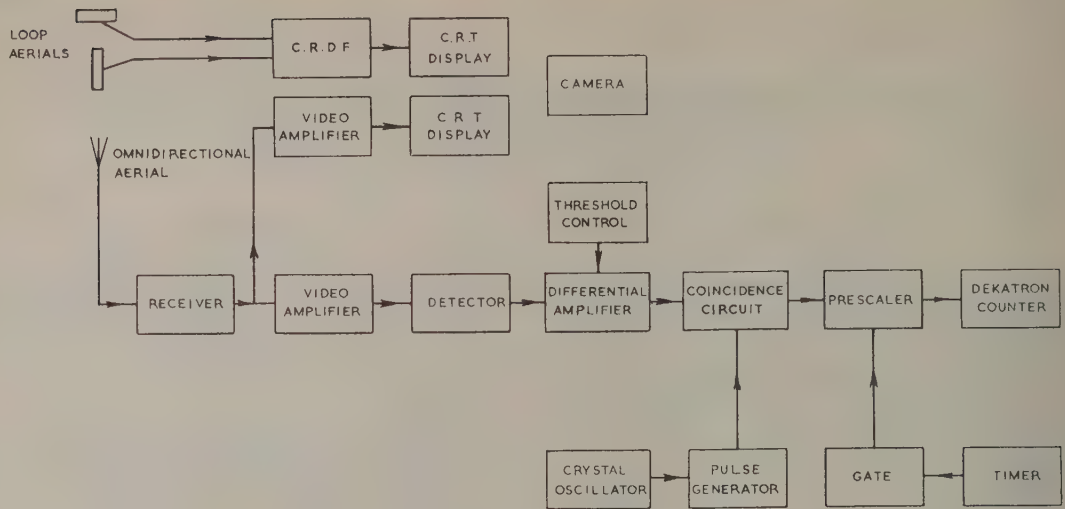 LOOP
AERIALS
C.R.D F
C.R.T
DISPLAY
CAMERA
VIDEO
AMPLIFIER
C R T
DISPLAY
OMNIDIRECTIONAL
AERIAL
THRESHOLD
CONTROL
RECEIVER
VIDEO
AMPLIFIER
DETECTOR
DIFFERENTIAL
AMPLIFIER
COINCIDENCE
CIRCUIT
PRESCALER
DEKATRON
COUNTER
CRYSTAL
OSCILLATOR
PULSE
GENERATOR
GATE
TIMER